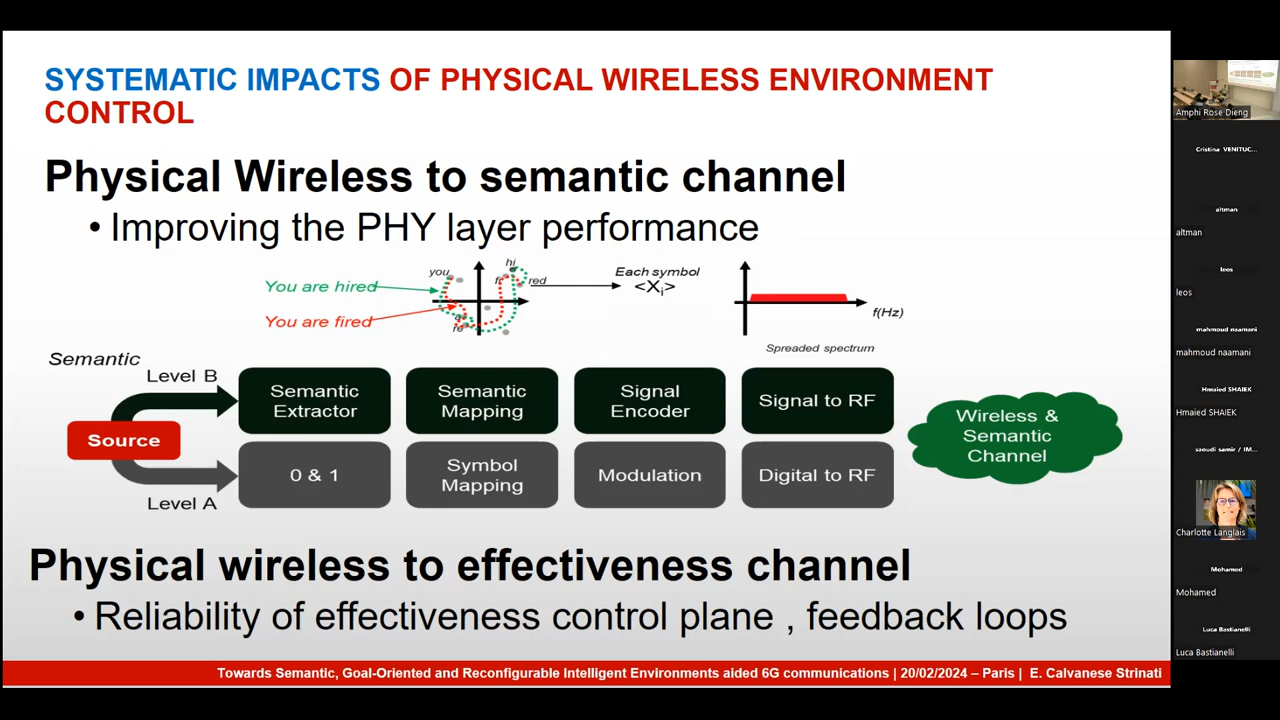 SYSTEMATIC IMPACTS OF PHYSICAL WIRELESS ENVIRONMENT
CONTROL
Physical Wireless to semantic channel
• Improving the PHY layer performance
You are hired
You are fired
you
hi
red
Each symbol
<Xi>
f(Hz)
Spreaded spectrum
Semantic
Level B
Source
Level A
Semantic
Extractor
Semantic
Mapping
Signal
Encoder
Signal to RF
0 & 1
Symbol
Mapping
Modulation
Digital to RF
Wireless &
Semantic
Channel
Physical wireless to effectiveness channel
• Reliability of effectiveness control plane , feedback loops
Towards Semantic, Goal-Oriented and Reconfigurable Intelligent Environments aided 6G communications | 20/02/2024 – Paris | E. Calvanese Strinati
Amphi Rose Dieng
Cristina VENITUC...
altman
altman
leos
leos
mahmoud naamani
mahmoud naamani
Hmaied SHAIEK
Hmaied SHAIEK
saoudi samir / IM...
Charlotte Langlais
Mohamed
Mohamed
Luca Bastianelli
Luca Bastianelli